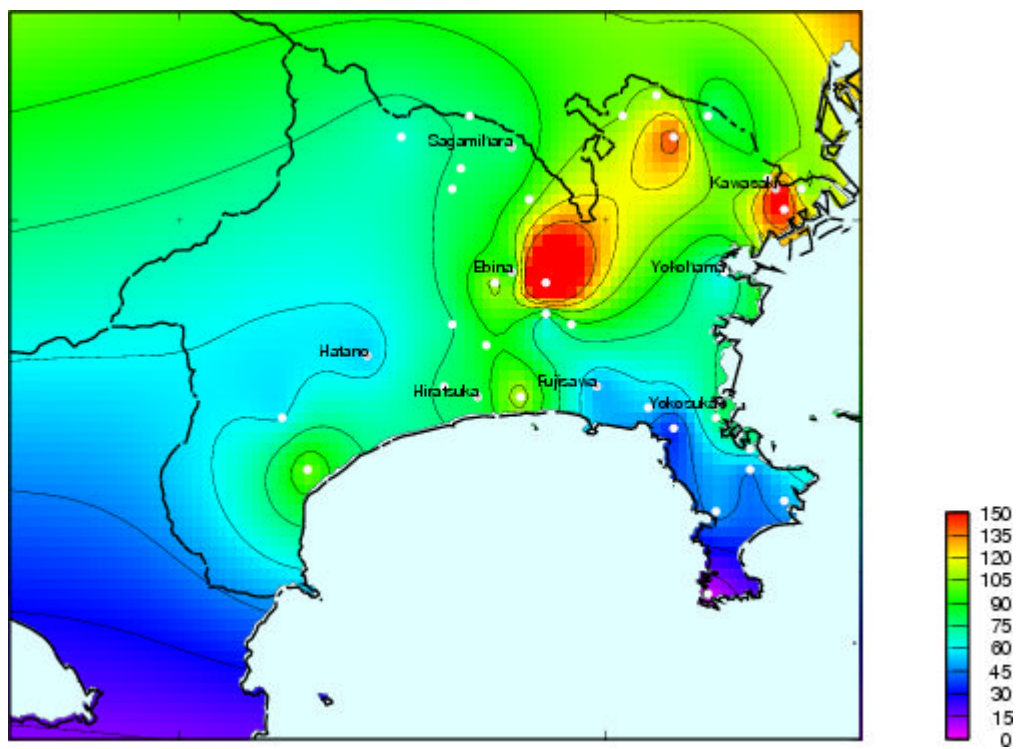 Sagamihara
Kawasaki
Ebina
Yokohama
Hatano
Hiratsuka
Fujisawa
Yokosuka
150
135
120
105
90
75
60
45
30
15
0